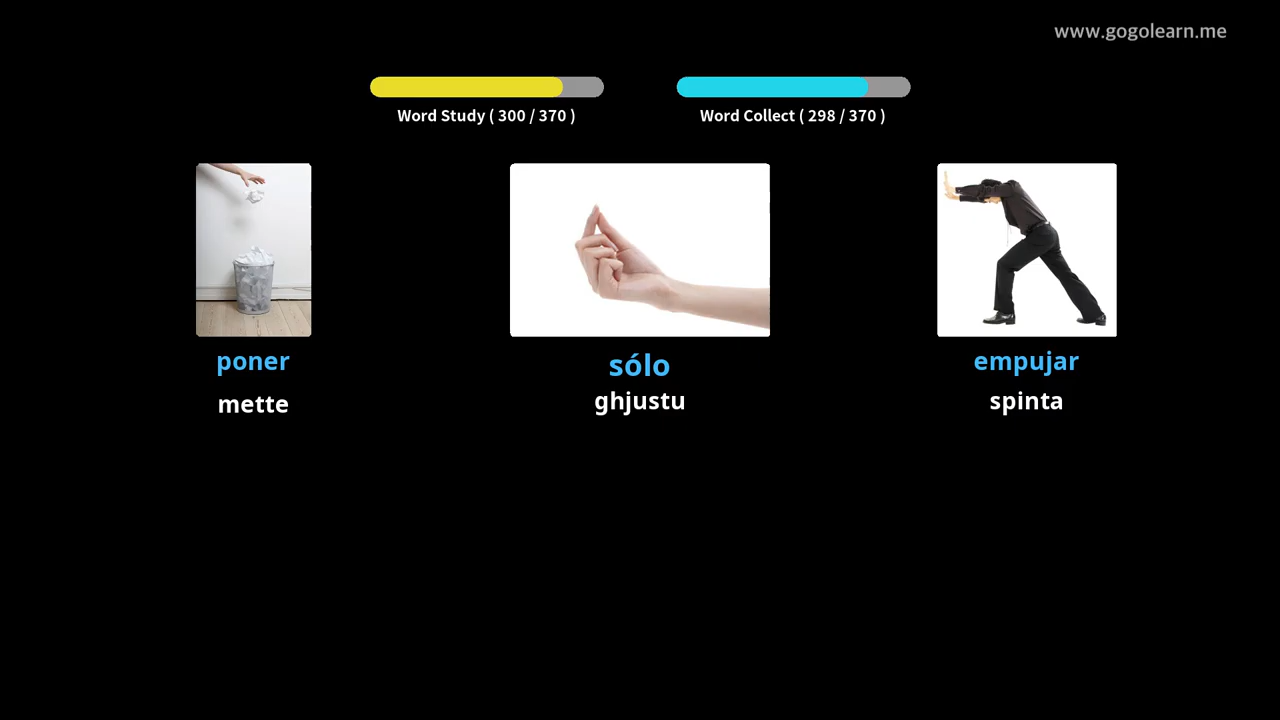 www.gogolearn.me
Word Study ( 300 / 370 )
Word Collect ( 298 / 370 )
poner
mette
sólo
ghjustu
empujar
spinta